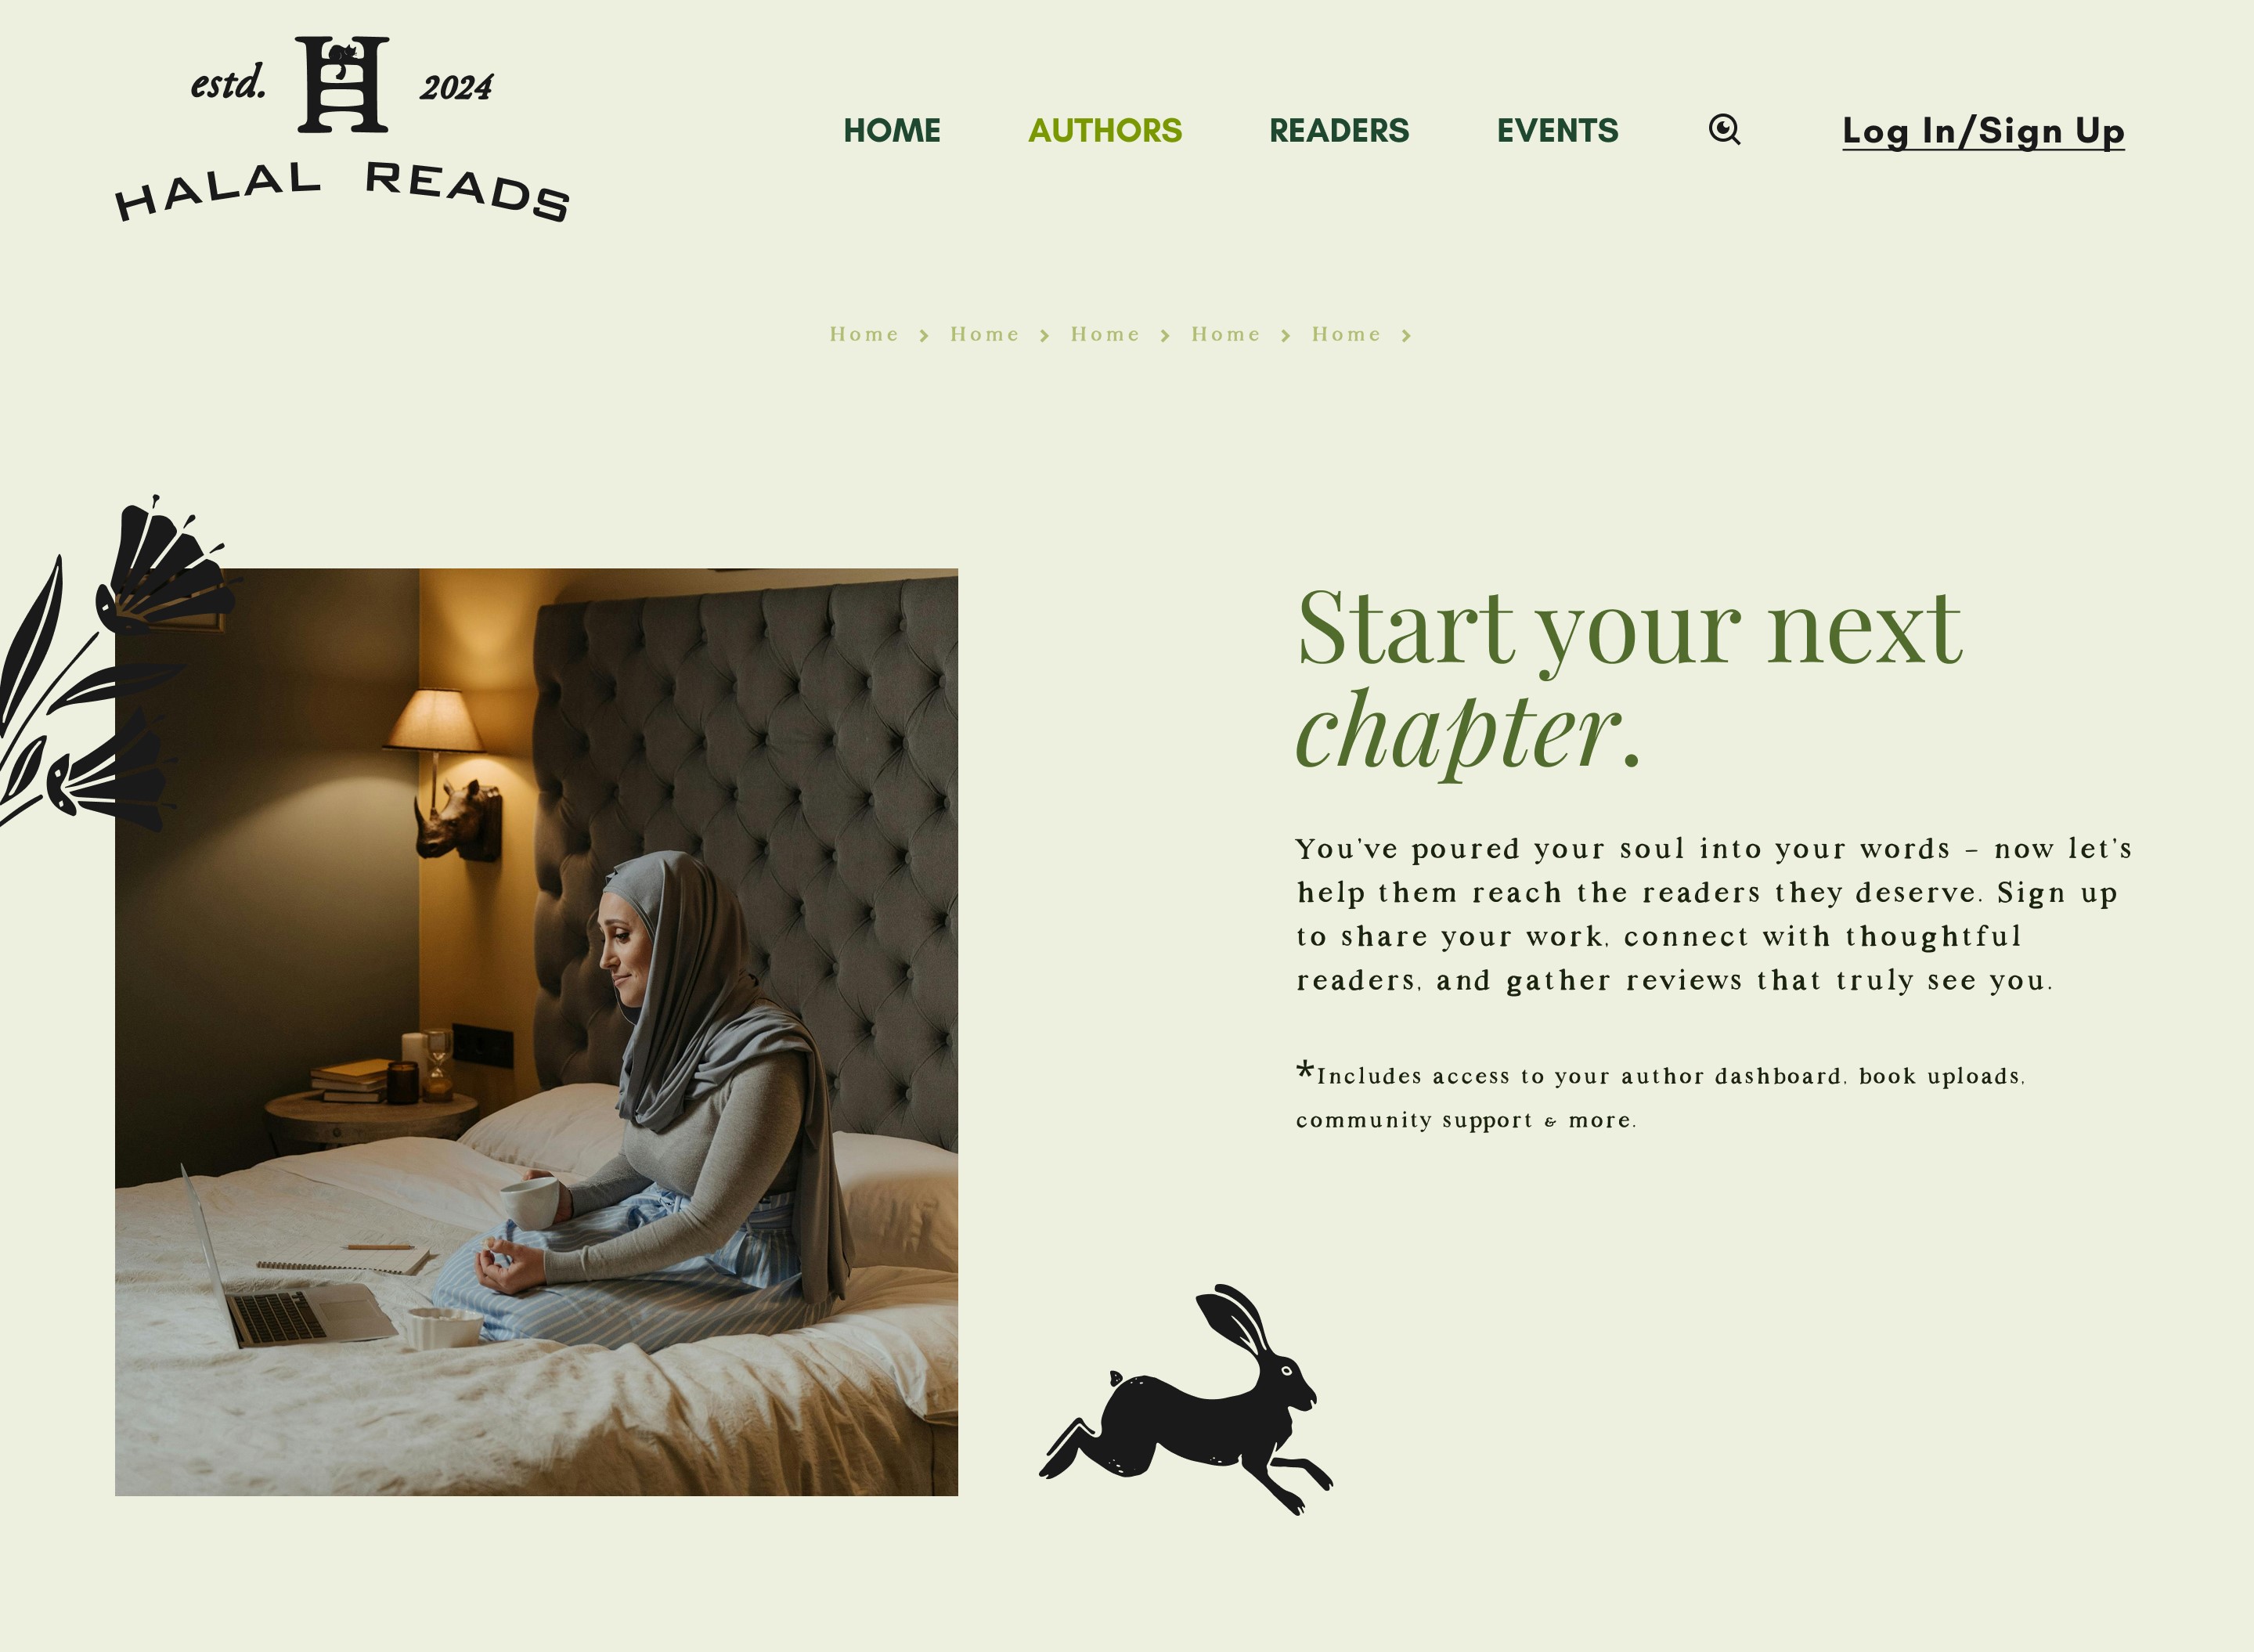 estd. H 2024
HALAL READS
HOME AUTHORS READERS EVENTS Log In/Sign Up
Home > Home > Home > Home > Home >
Start your next
chapter.
You've poured your soul into your words – now let's
help them reach the readers they deserve. Sign up
to share your work, connect with thoughtful
readers, and gather reviews that truly see you.
*Includes access to your author dashboard, book uploads,
community support & more.